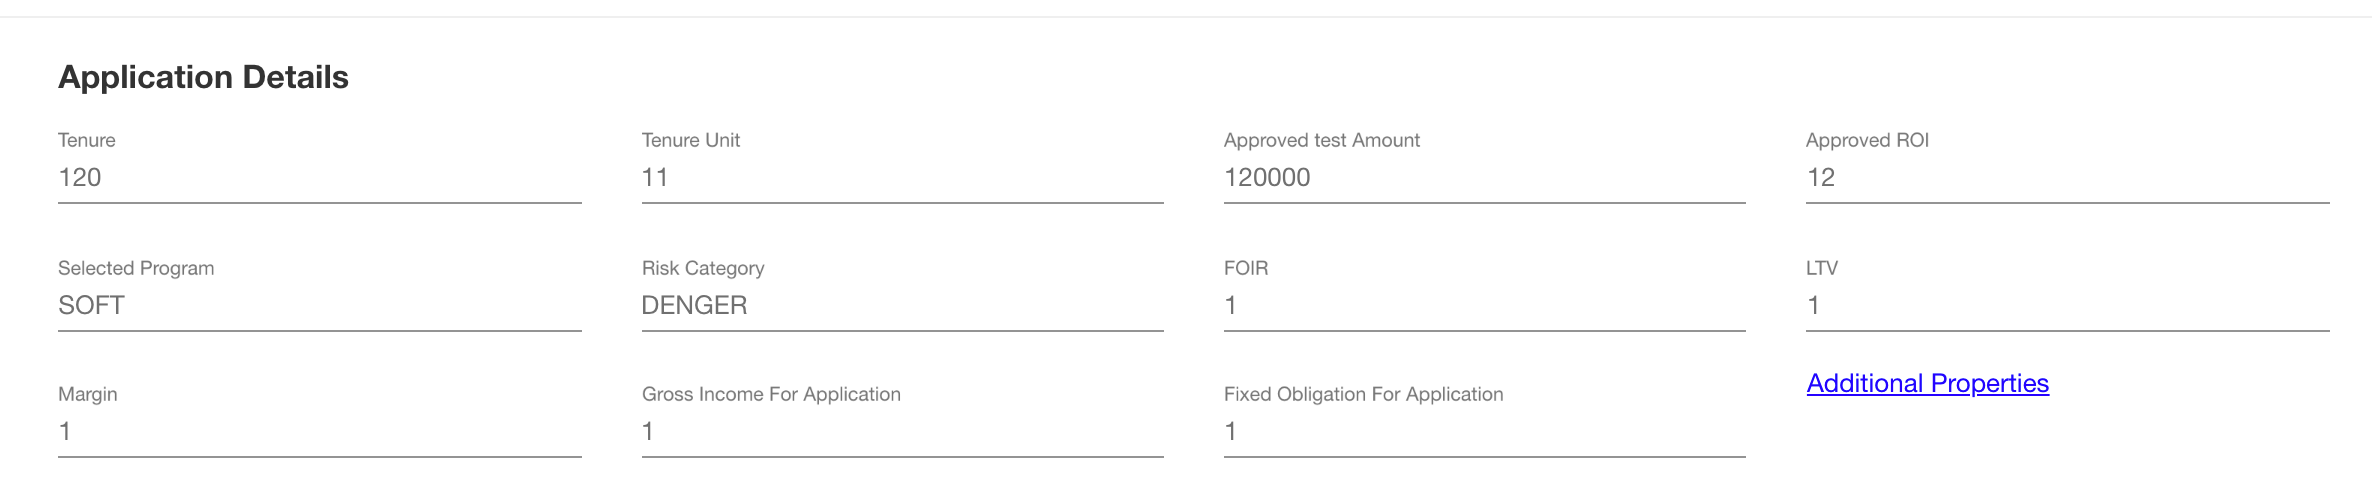 Application Details
Tenure
120
Tenure Unit
11
Approved test Amount
120000
Approved ROI
12
Selected Program
SOFT
Risk Category
DENGER
FOIR
1
LTV
1
Margin
1
Gross Income For Application
1
Fixed Obligation For Application
1
Additional Properties